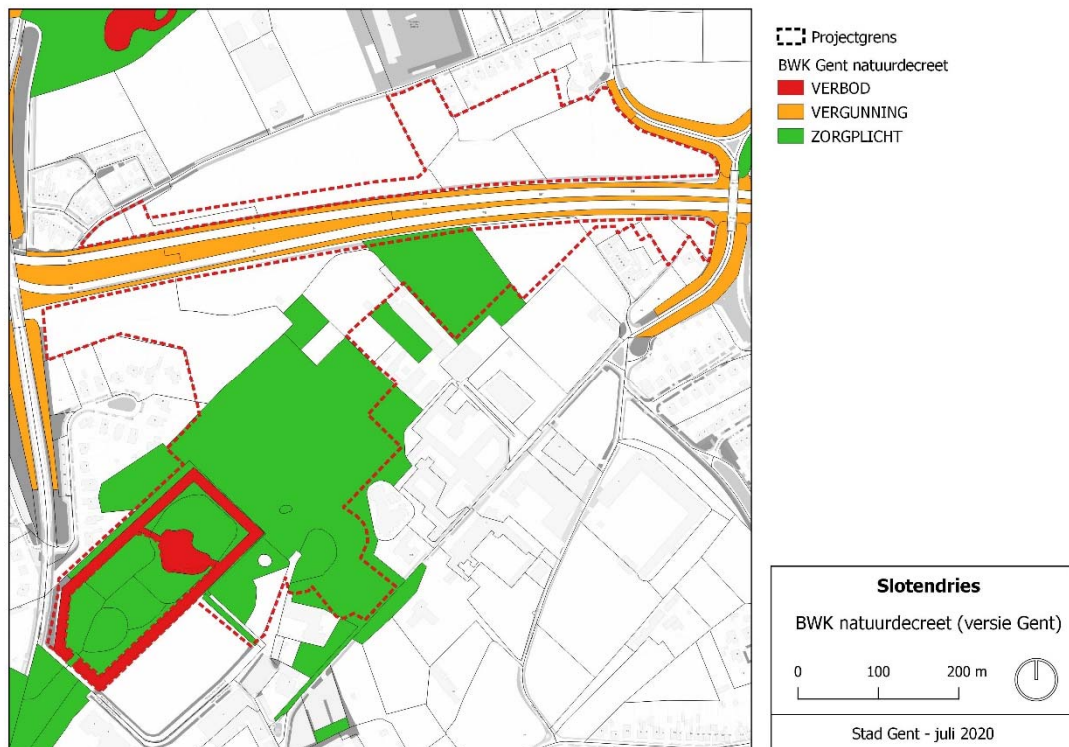 Projectgrens
BWK Gent natuurdecreet
VERBOD
VERGUNNING
ZORGPLICHT
Slotendries
BWK natuurdecreet (versie Gent)
0 100 200 m
Stad Gent - juli 2020